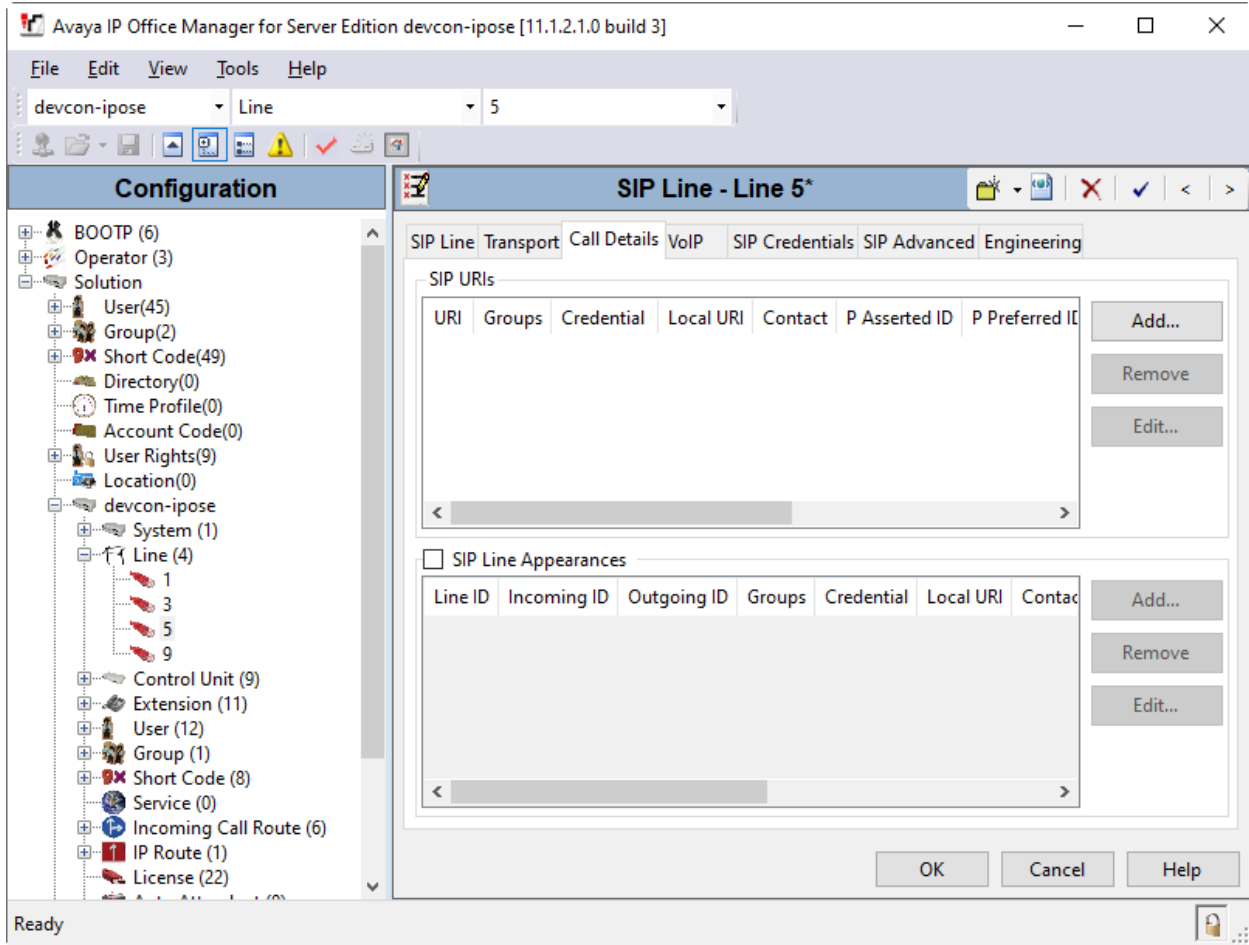 Avaya IP Office Manager for Server Edition devcon-ipose [11.1.2.1.0 build 3]
File Edit View Tools Help
devcon-ipose Line 5
Configuration
BOOTP (6)
Operator (3)
Solution
User(45)
Group(2)
Short Code(49)
Directory(0)
Time Profile(0)
Account Code(0)
User Rights(9)
Location(0)
devcon-ipose
System (1)
Line (4)
1
3
5
9
Control Unit (9)
Extension (11)
User (12)
Group (1)
Short Code (8)
Service (0)
Incoming Call Route (6)
IP Route (1)
License (22)
SIP Line - Line 5*
SIP Line Transport Call Details VoIP SIP Credentials SIP Advanced Engineering
SIP URIs
URI Groups Credential Local URI Contact P Asserted ID P Preferred ID
Add...
Remove
Edit...
SIP Line Appearances
Line ID Incoming ID Outgoing ID Groups Credential Local URI Contac
Add...
Remove
Edit...
OK Cancel Help
Ready